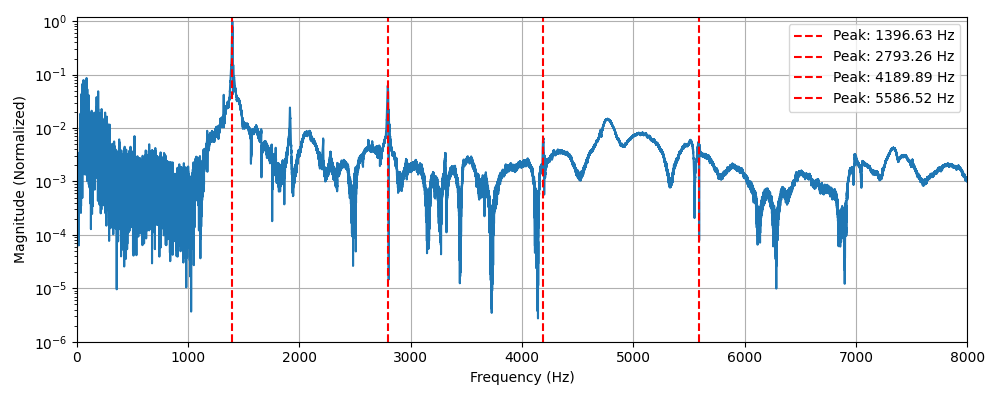 10⁰
10⁻¹
10⁻²
10⁻³
10⁻⁴
10⁻⁵
10⁻⁶
Magnitude (Normalized)
Peak: 1396.63 Hz
Peak: 2793.26 Hz
Peak: 4189.89 Hz
Peak: 5586.52 Hz
0 1000 2000 3000 4000 5000 6000 7000 8000
Frequency (Hz)